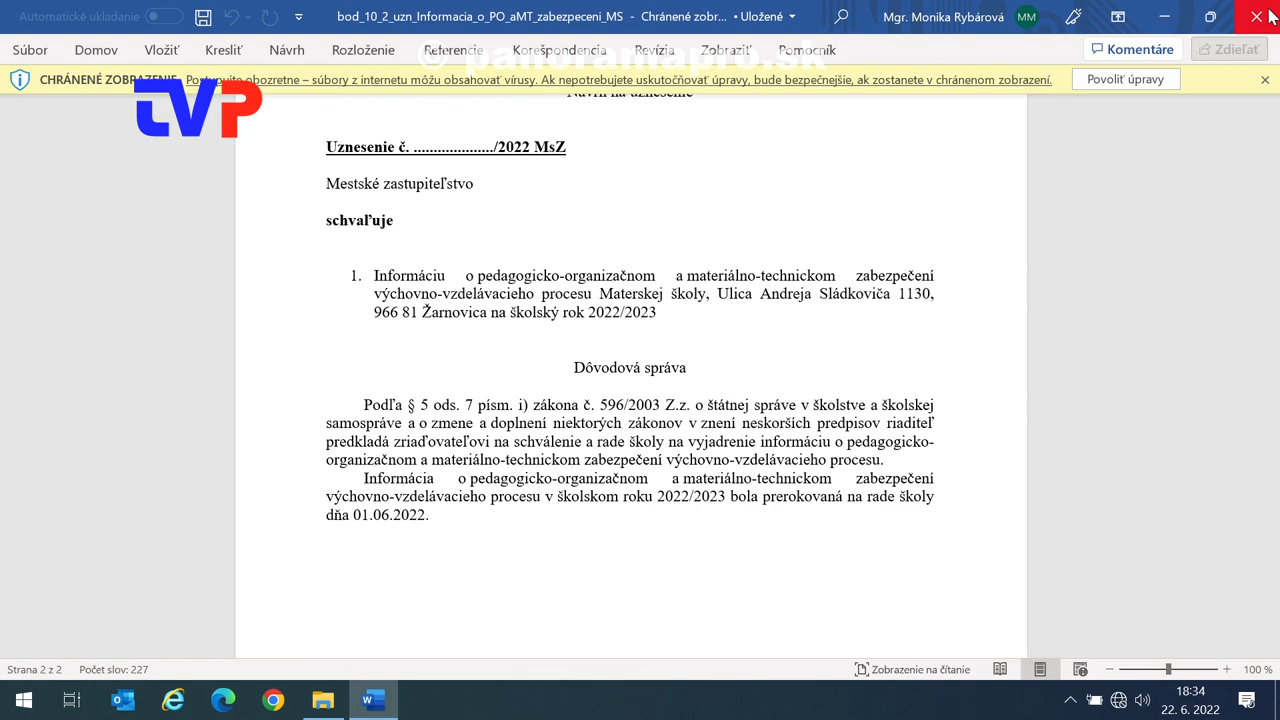 Automatické ukladanie
bod_10_2_uzn_Informacia_o_PO_aMT_zabezpeceni_MS - Chránené zobr... • Uložené
Mgr. Monika Rybárová MM
Súbor Domov Vložiť Kresliť Návrh Rozloženie Referencie Korešpondencia Revízia Zobraziť Pomocník Komentáre Zdieľať
© panoramapro.sk
CHRÁNENÉ ZOBRAZENIE Postupujte obozretne – súbory z internetu môžu obsahovať vírusy. Ak nepotrebujete uskutočňovať úpravy, bude bezpečnejšie, ak zostanete v chránenom zobrazení. Povoliť úpravy
TVP
Návrh na uznesenie
Uznesenie č. ..................../2022 MsZ
Mestské zastupiteľstvo
schvaľuje
1. Informáciu o pedagogicko-organizačnom a materiálno-technickom zabezpečení
výchovno-vzdelávacieho procesu Materskej školy, Ulica Andreja Sládkoviča 1130,
966 81 Žarnovica na školský rok 2022/2023
Dôvodová správa
Podľa § 5 ods. 7 písm. i) zákona č. 596/2003 Z.z. o štátnej správe v školstve a školskej
samospráve a o zmene a doplnení niektorých zákonov v znení neskorších predpisov riaditeľ
predkladá zriaďovateľovi na schválenie a rade školy na vyjadrenie informáciu o pedagogicko-
organizačnom a materiálno-technickom zabezpečení výchovno-vzdelávacieho procesu.
Informácia o pedagogicko-organizačnom a materiálno-technickom zabezpečení
výchovno-vzdelávacieho procesu v školskom roku 2022/2023 bola prerokovaná na rade školy
dňa 01.06.2022.
Strana 2 z 2 Počet slov: 227 Zobrazenie na čítanie 100 %
18:34
22. 6. 2022